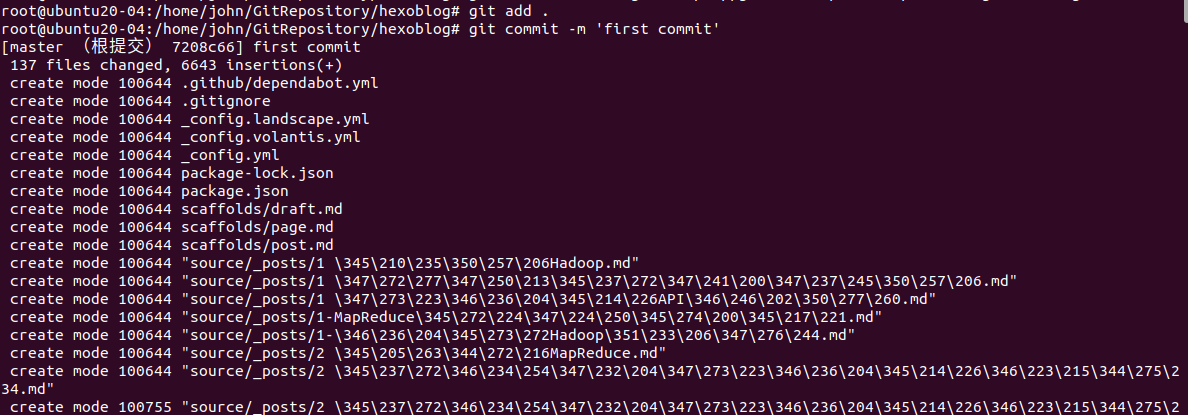 root@ubuntu20-04:/home/john/GitRepository/hexoblog# git add .
root@ubuntu20-04:/home/john/GitRepository/hexoblog# git commit -m 'first commit'
[master （根提交） 7208c66] first commit
 137 files changed, 6643 insertions(+)
 create mode 100644 .github/dependabot.yml
 create mode 100644 .gitignore
 create mode 100644 _config.landscape.yml
 create mode 100644 _config.volantis.yml
 create mode 100644 _config.yml
 create mode 100644 package-lock.json
 create mode 100644 package.json
 create mode 100644 scaffolds/draft.md
 create mode 100644 scaffolds/page.md
 create mode 100644 scaffolds/post.md
 create mode 100644 "source/_posts/1 \345\210\235\350\257\206Hadoop.md"
 create mode 100644 "source/_posts/1 \347\272\277\347\250\213\345\237\272\347\241\200\347\237\245\350\257\206.md"
 create mode 100644 "source/_posts/1 \347\273\223\346\236\204\345\214\226API\346\246\202\350\277\260.md"
 create mode 100644 "source/_posts/1-MapReduce\345\272\224\347\224\250\345\274\200\345\217\221.md"
 create mode 100644 "source/_posts/1-\346\236\204\345\273\272Hadoop\351\233\206\347\276\244.md"
 create mode 100644 "source/_posts/2 \345\205\263\344\272\216MapReduce.md"
 create mode 100644 "source/_posts/2 \345\237\272\346\234\254\347\232\204\347\273\223\346\236\204\345\214\226\346\223\215\344\275\2
34.md"
 create mode 100755 "source/_posts/2 \345\237\272\346\234\254\347\232\204\347\273\223\346\236\204\345\214\226\346\223\215\344\275\2